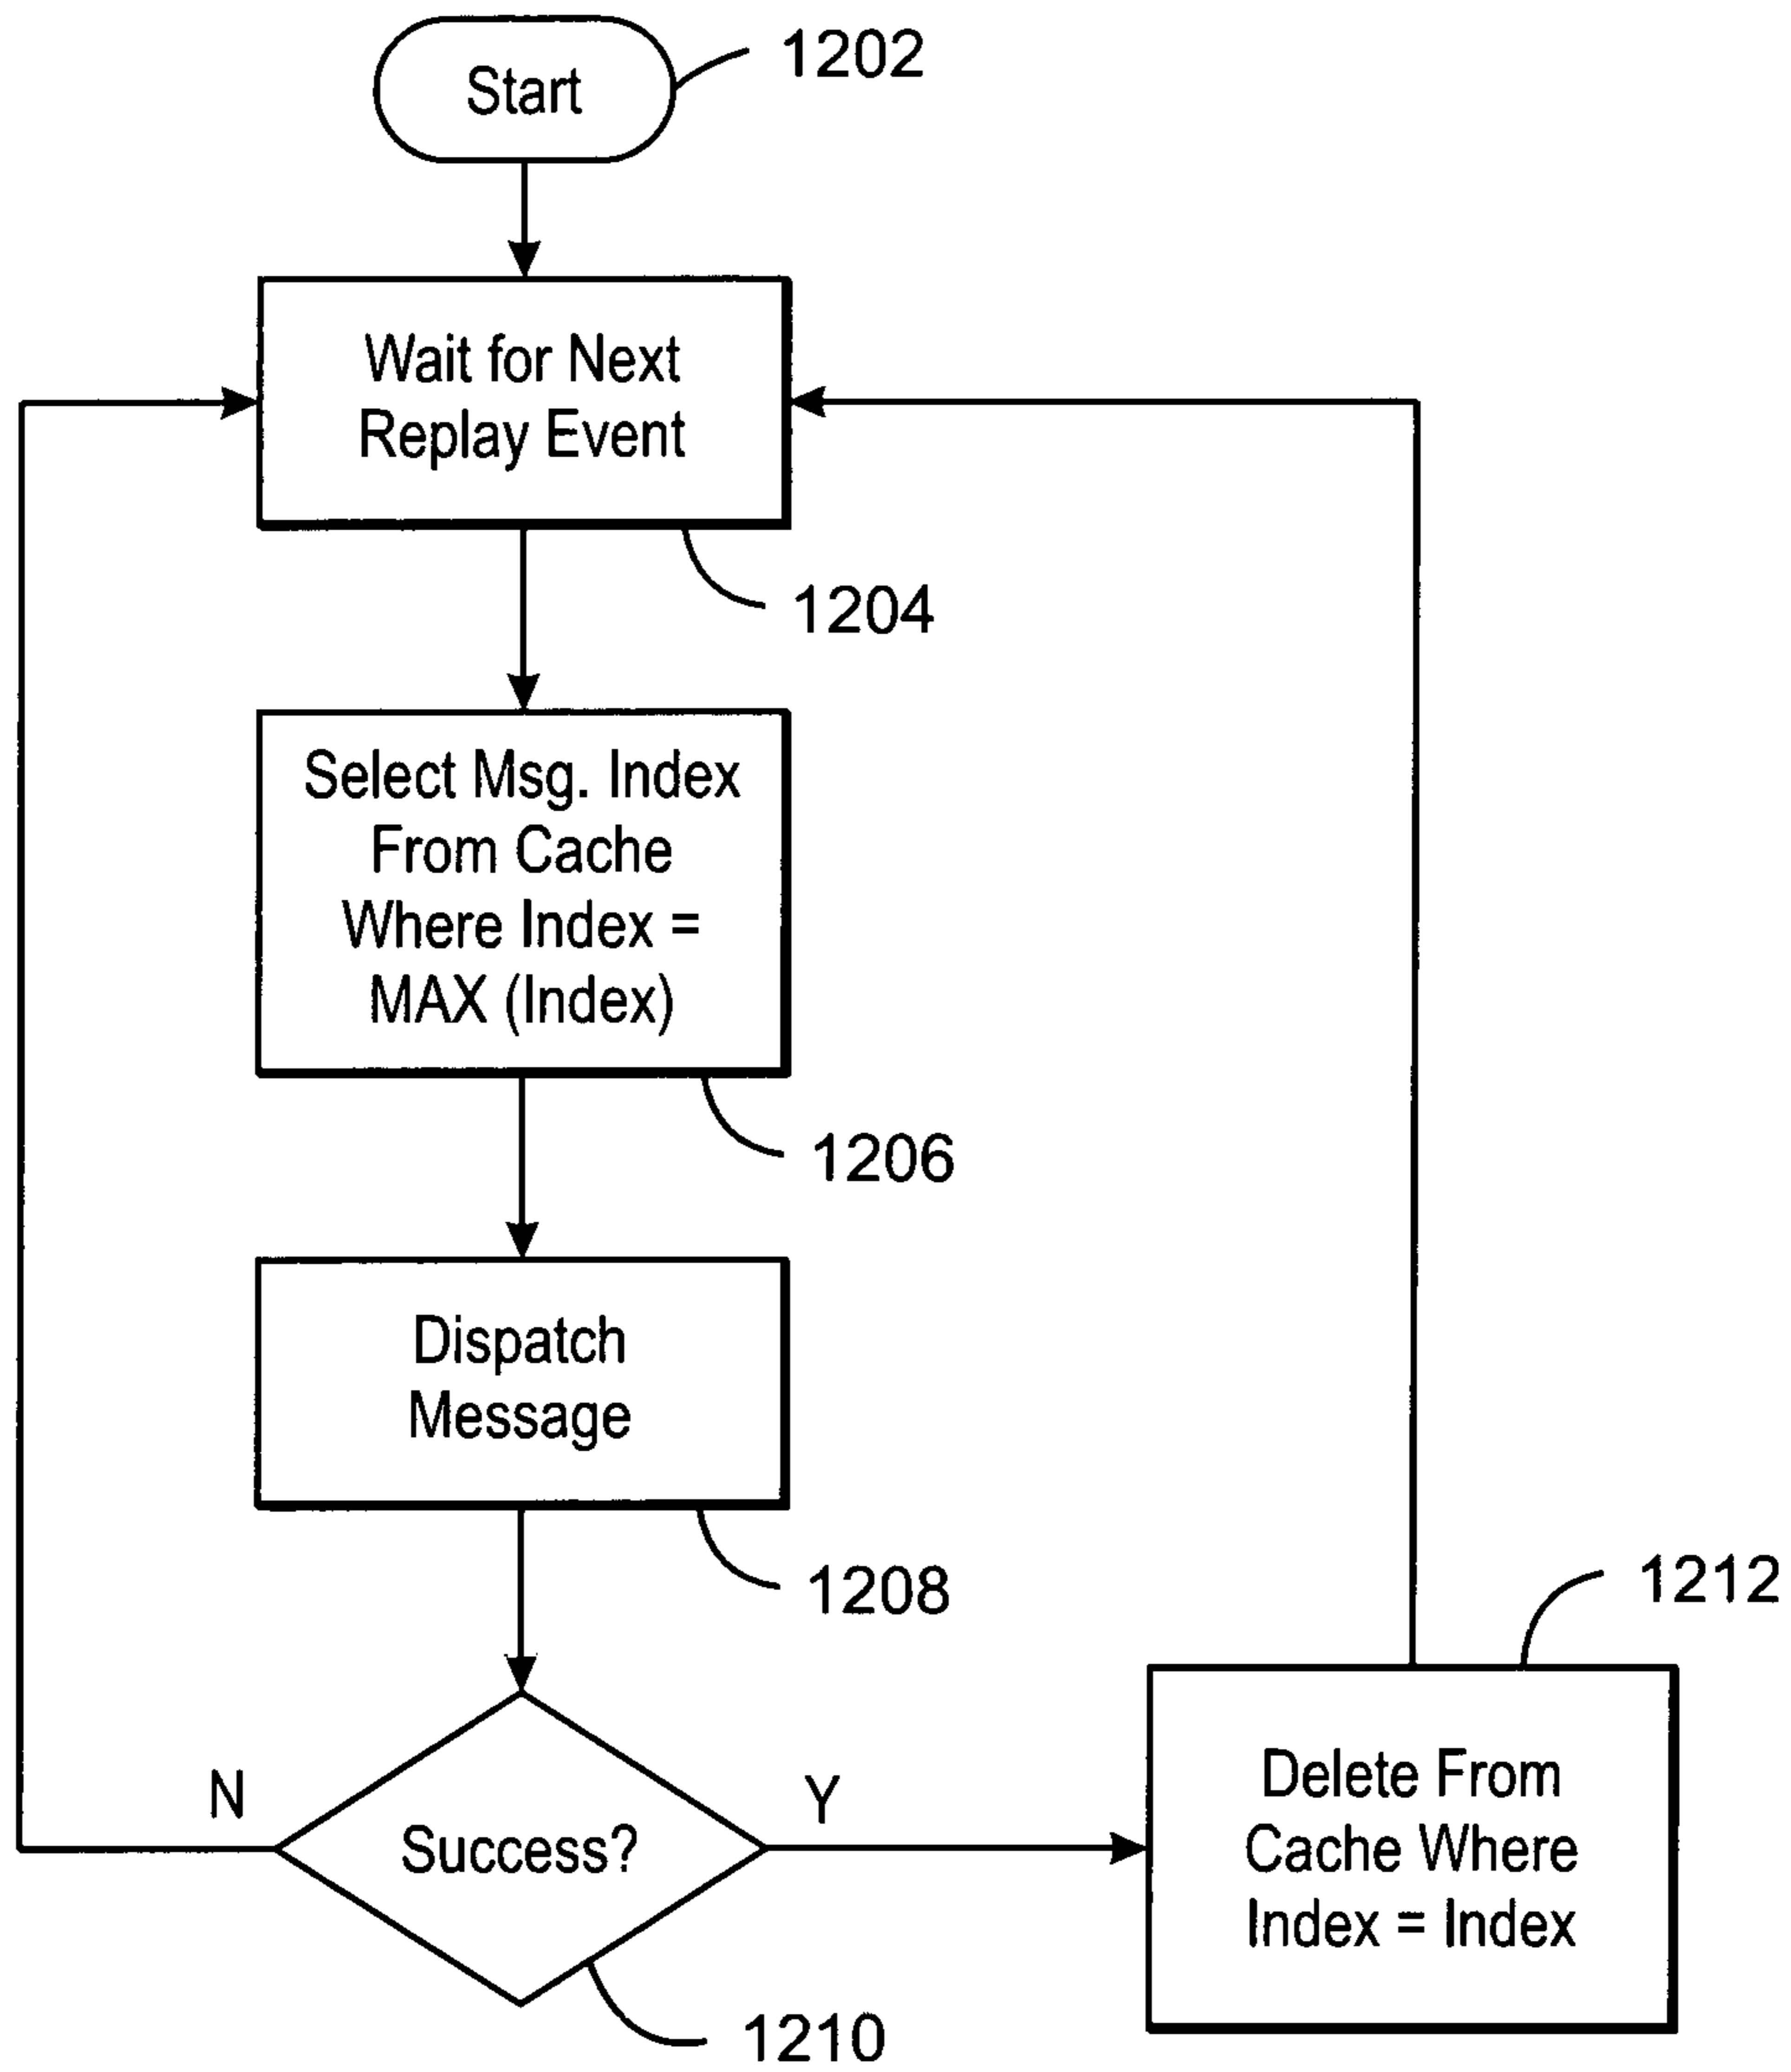 Start
1202
Wait for Next
Replay Event
1204
Select Msg. Index
From Cache
Where Index =
MAX (Index)
1206
Dispatch
Message
1208
Success?
N
Y
1210
1212
Delete From
Cache Where
Index = Index